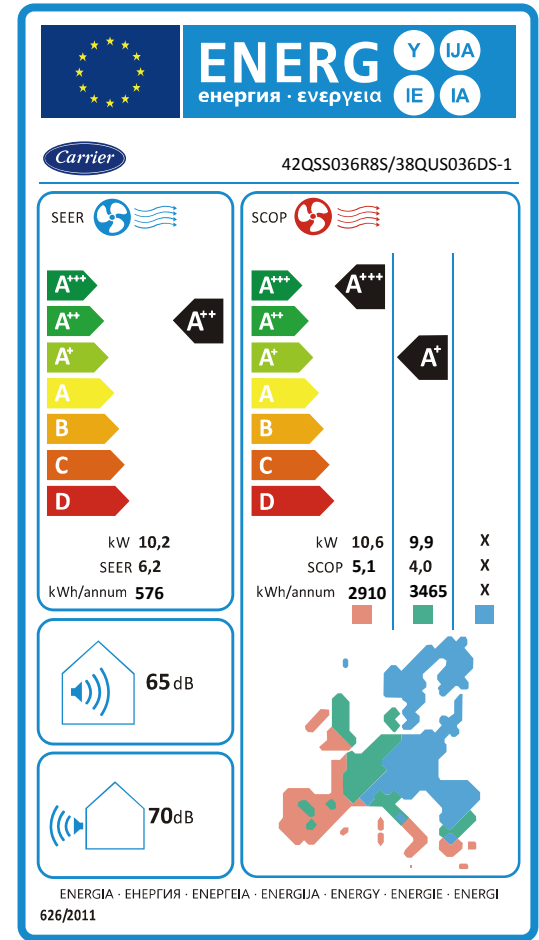 ENERG
енергия · ενεργεια
Y IJA
IE IA
Carrier
42QSS036R8S/38QUS036DS-1
SEER
A+++
A++
A+
A
B
C
D
A++
kW 10,2
SEER 6,2
kWh/annum 576
SCOP
A+++
A++
A+
A
B
C
D
A+++
A+
kW 10,6 9,9 X
SCOP 5,1 4,0 X
kWh/annum 2910 3465 X
65 dB
70dB
ENERGIA · ЕНЕРГИЯ · ΕΝΕΡΓΕΙΑ · ENERGIJA · ENERGY · ENERGIE · ENERGI
626/2011